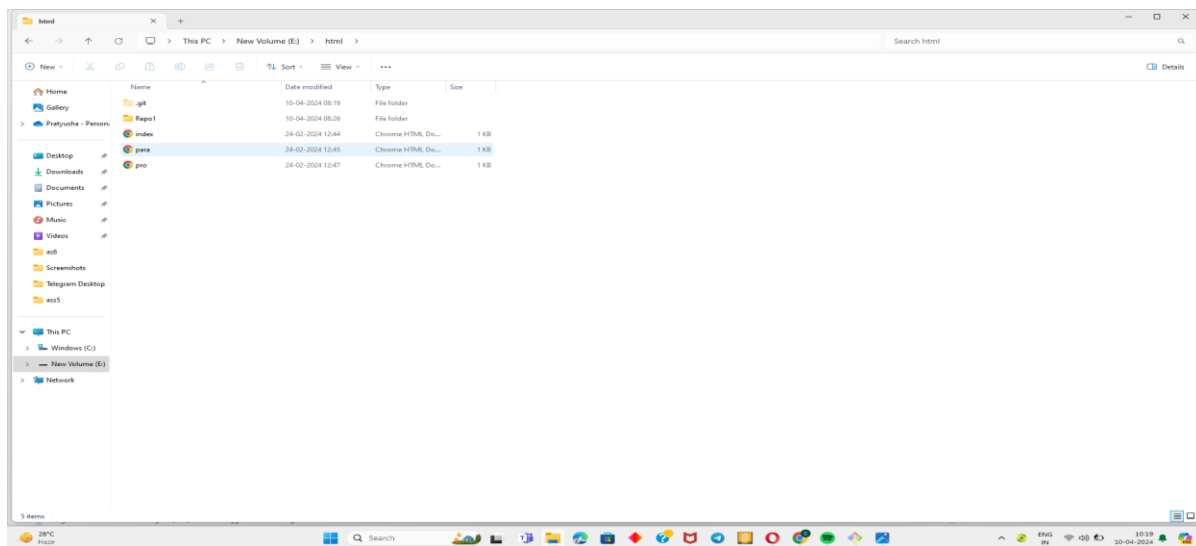 html
This PC > New Volume (E:) > html >
Search html
New
Sort
View
...
Details
Name Date modified Type Size
.git 10-04-2024 08:19 File folder
Repo1 10-04-2024 08:26 File folder
index 24-02-2024 12:44 Chrome HTML Do... 1 KB
para 24-02-2024 12:45 Chrome HTML Do... 1 KB
pro 24-02-2024 12:47 Chrome HTML Do... 1 KB
Home
Gallery
Pratyusha - Person
Desktop
Downloads
Documents
Pictures
Music
Videos
as6
Screenshots
Telegram Desktop
ass5
This PC
Windows (C:)
New Volume (E:)
Network
5 items
28°C
Haze
Search
ENG
IN
10:19
10-04-2024